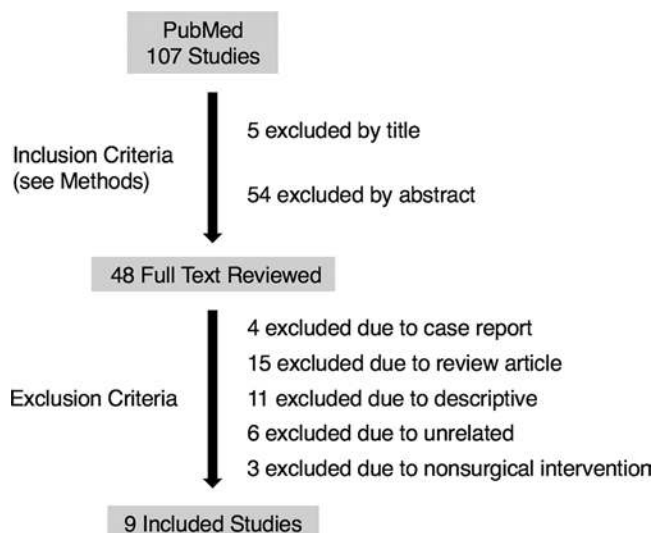 PubMed
107 Studies
5 excluded by title
Inclusion Criteria
(see Methods)
54 excluded by abstract
48 Full Text Reviewed
4 excluded due to case report
15 excluded due to review article
11 excluded due to descriptive
Exclusion Criteria
6 excluded due to unrelated
3 excluded due to nonsurgical intervention
9 Included Studies